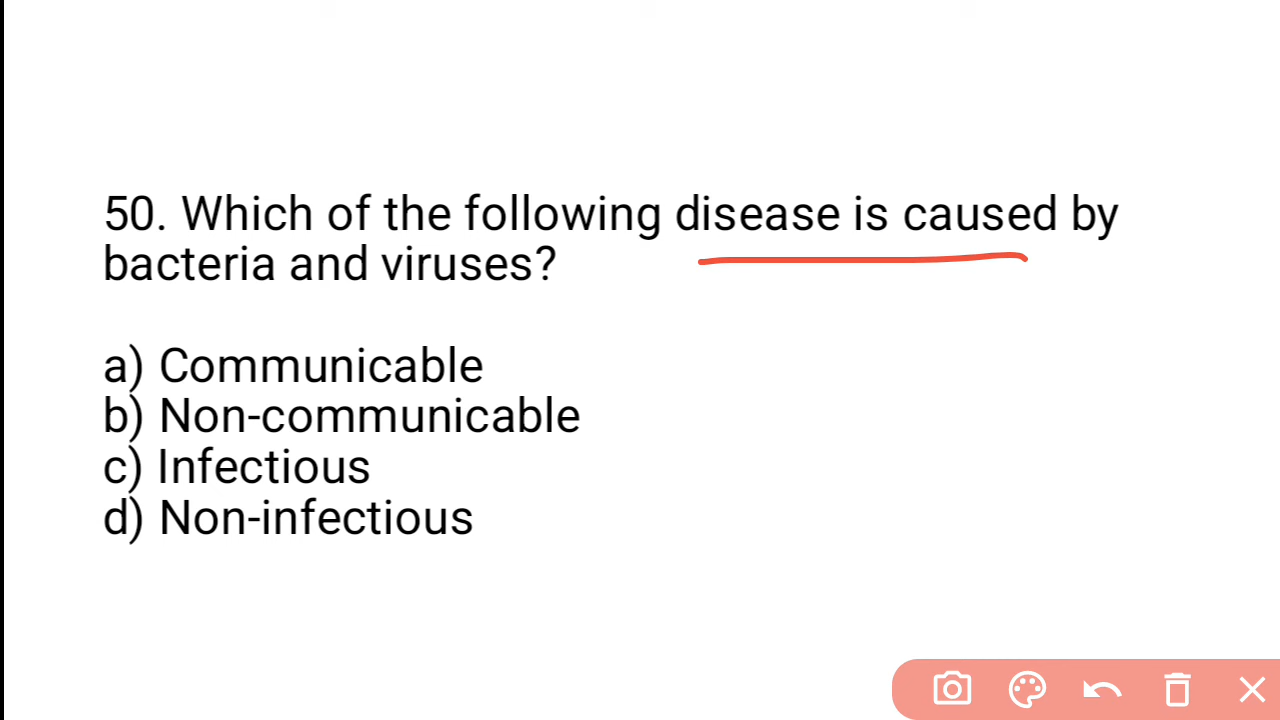 50. Which of the following disease is caused by
bacteria and viruses?
a) Communicable
b) Non-communicable
c) Infectious
d) Non-infectious